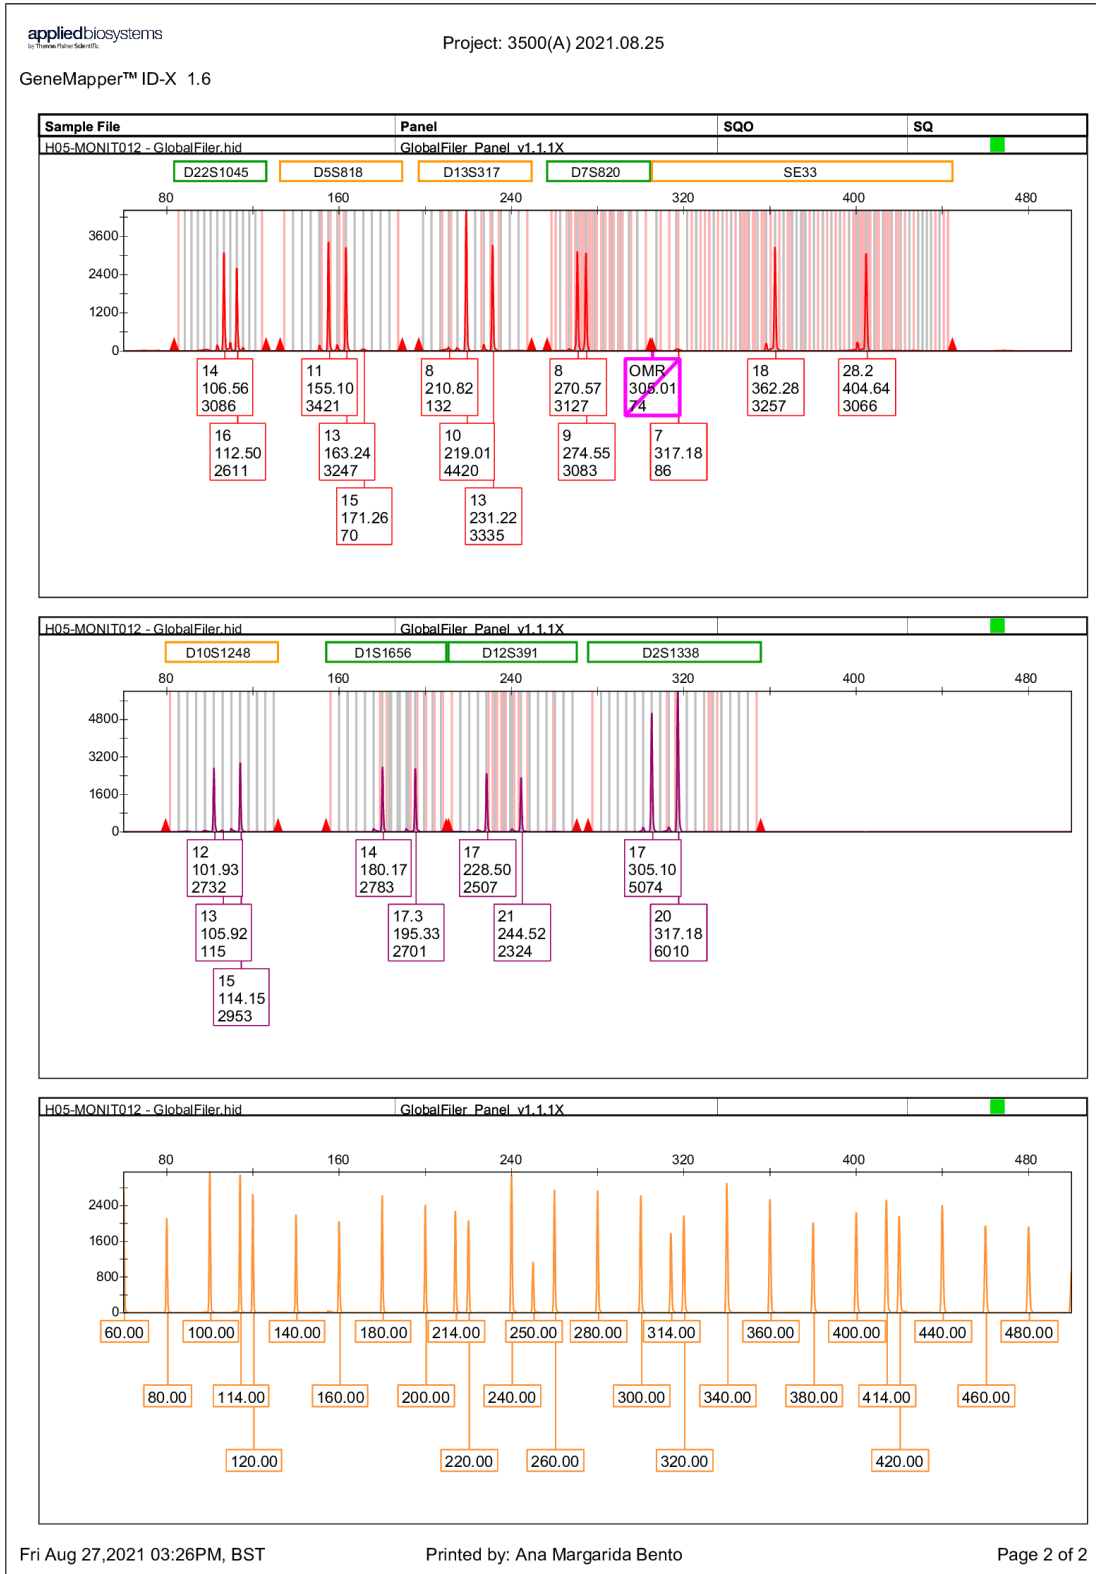 appliedbiosystems
by Thermo Fisher Scientific
Project: 3500(A) 2021.08.25
GeneMapper™ ID-X 1.6
Sample File Panel SQO SQ
H05-MONIT012 - GlobalFiler.hid GlobalFiler_Panel_v1.1.1X
D22S1045 D5S818 D13S317 D7S820 SE33
80 160 240 320 400 480
3600
2400
1200
0
14 11 8 8 OMR 18 28.2
106.56 155.10 210.82 270.57 305.01 362.28 404.64
3086 3421 132 3127 74 3257 3066
16 13 10 9 7
112.50 163.24 219.01 274.55 317.18
2611 3247 4420 3083 86
15 13
171.26 231.22
70 3335
H05-MONIT012 - GlobalFiler.hid GlobalFiler_Panel_v1.1.1X
D10S1248 D1S1656 D12S391 D2S1338
80 160 240 320 400 480
4800
3200
1600
0
12 14 17 17
101.93 180.17 228.50 305.10
2732 2783 2507 5074
13 17.3 21 20
105.92 195.33 244.52 317.18
115 2701 2324 6010
15
114.15
2953
H05-MONIT012 - GlobalFiler.hid GlobalFiler_Panel_v1.1.1X
80 160 240 320 400 480
2400
1600
800
0
60.00 100.00 140.00 180.00 214.00 250.00 280.00 314.00 360.00 400.00 440.00 480.00
80.00 114.00 160.00 200.00 240.00 300.00 340.00 380.00 414.00 460.00
120.00 220.00 260.00 320.00 420.00
Fri Aug 27,2021 03:26PM, BST Printed by: Ana Margarida Bento Page 2 of 2